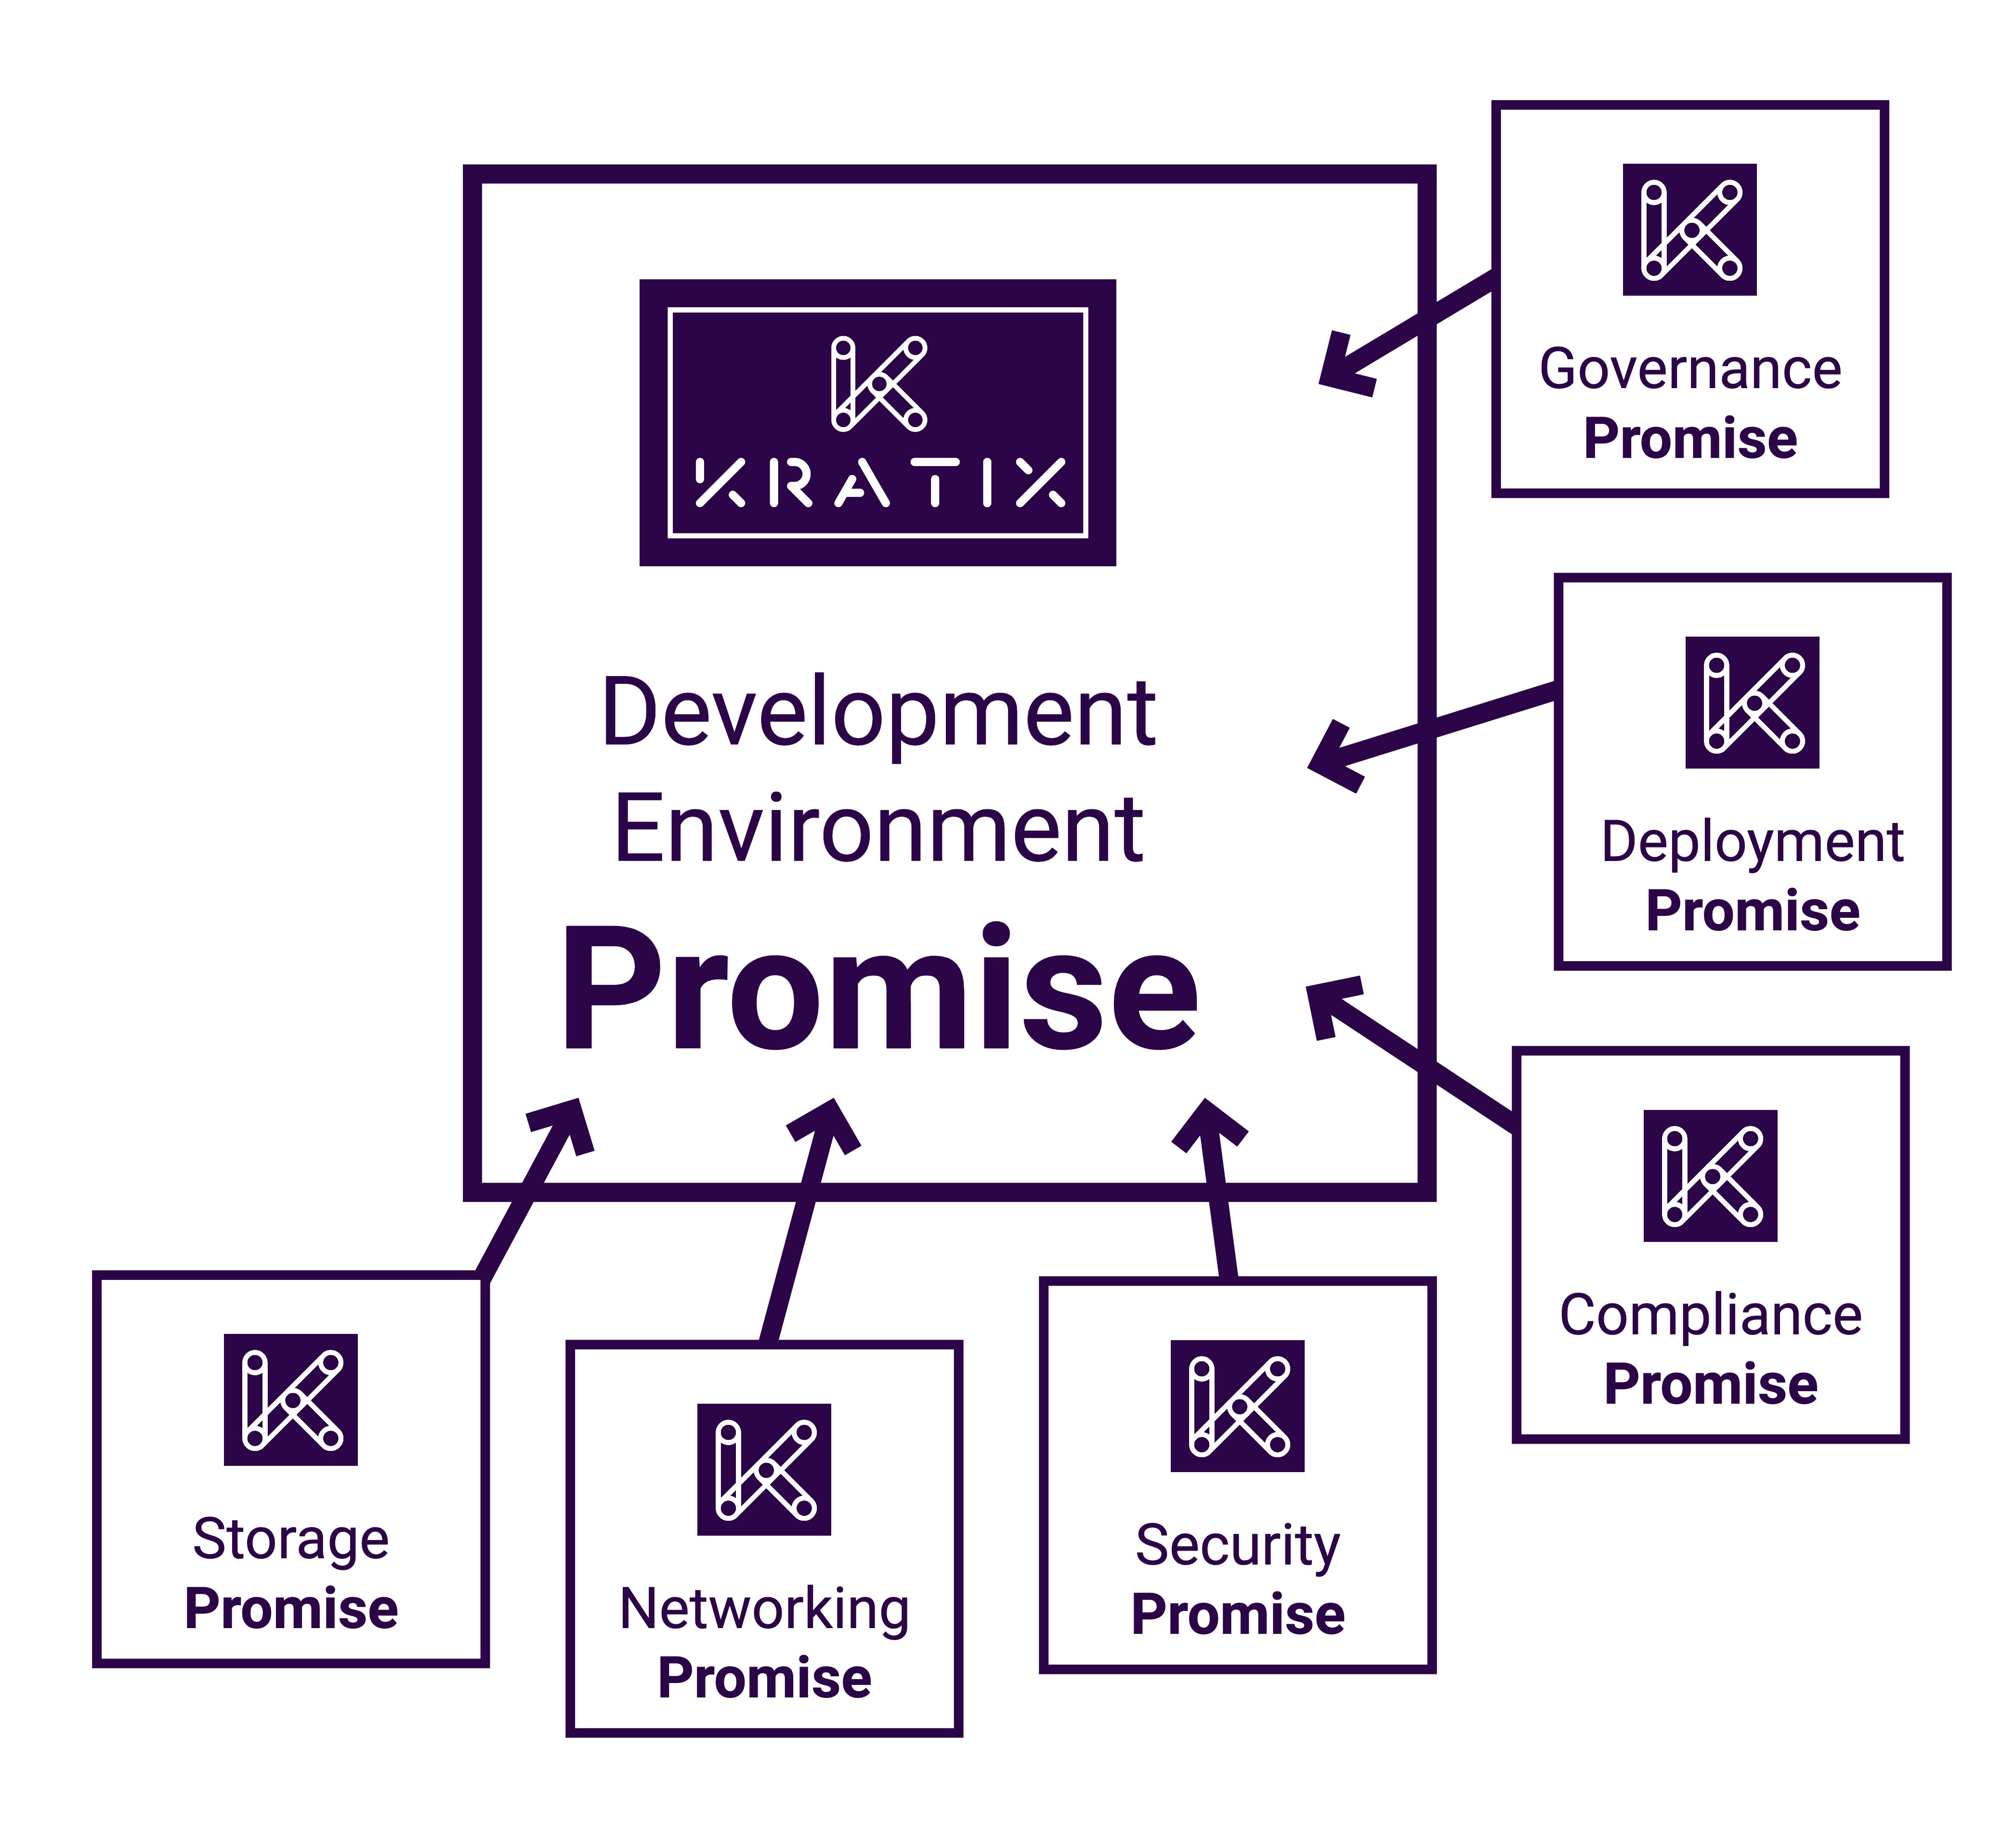 KRATIX
Development
Environment
Promise
Governance
Promise
Deployment
Promise
Compliance
Promise
Storage
Promise
Networking
Promise
Security
Promise